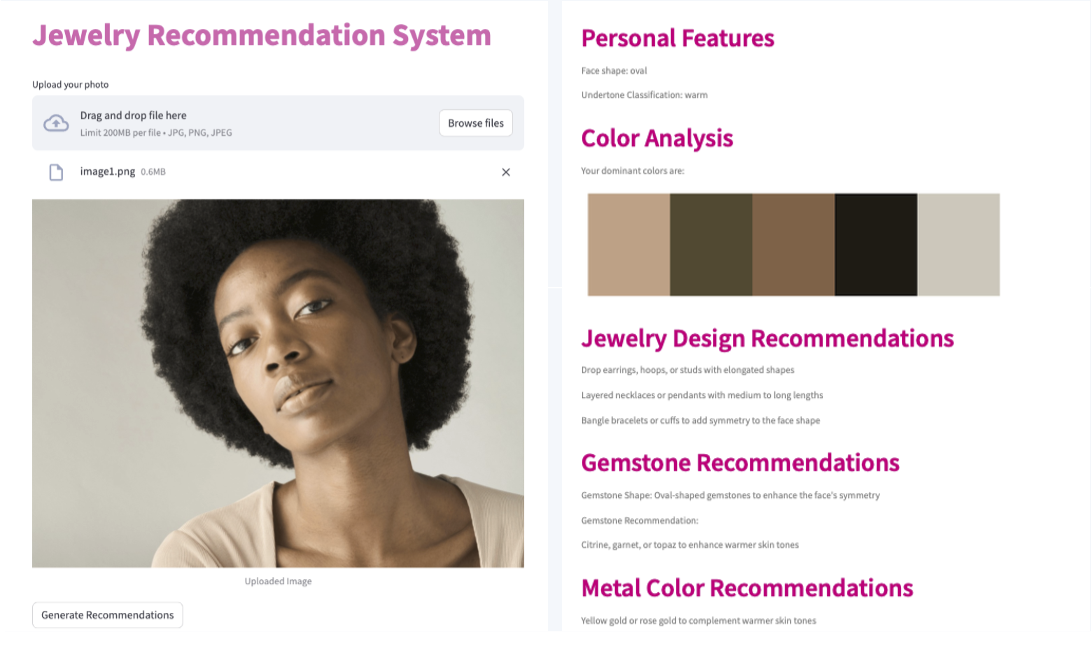 Jewelry Recommendation System
Upload your photo
Drag and drop file here
Limit 200MB per file • JPG, PNG, JPEG
Browse files
image1.png 0.6MB
Uploaded Image
Generate Recommendations
Personal Features
Face shape: oval
Undertone Classification: warm
Color Analysis
Your dominant colors are:
Jewelry Design Recommendations
Drop earrings, hoops, or studs with elongated shapes
Layered necklaces or pendants with medium to long lengths
Bangle bracelets or cuffs to add symmetry to the face shape
Gemstone Recommendations
Gemstone Shape: Oval-shaped gemstones to enhance the face's symmetry
Gemstone Recommendation:
Citrine, garnet, or topaz to enhance warmer skin tones
Metal Color Recommendations
Yellow gold or rose gold to complement warmer skin tones